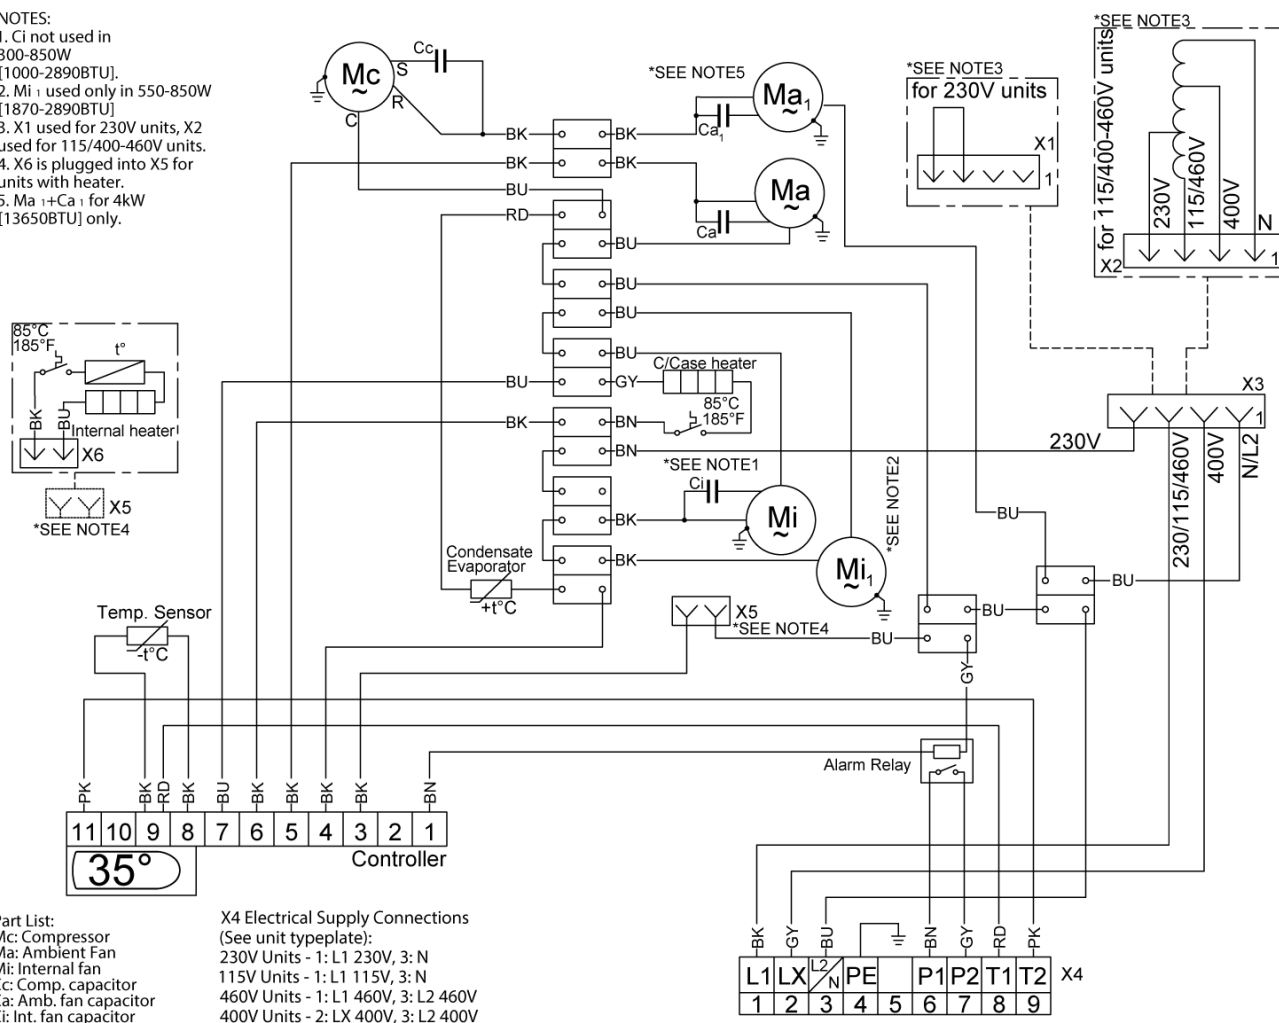 NOTES:
1. Ci not used in
300-850W
[1000-2890BTU].
2. Mi 1 used only in 550-850W
[1870-2890BTU]
3. X1 used for 230V units, X2
used for 115/400-460V units.
4. X6 is plugged into X5 for
units with heater.
5. Ma 1+Ca 1 for 4kW
[13650BTU] only.
Mc
~
S
R
C
Cc
*SEE NOTE5
Ma1
~
Ca1
Ma
~
Ca
*SEE NOTE3
for 230V units
X1
1
*SEE NOTE3
for 115/400-460V units
230V
115/460V
400V
N
X2
1
BK
BK
BK
BK
BU
RD
BU
BU
BU
BU
C/Case heater
BU
GY
85°C
185°F
BK
BN
BN
230V
X3
1
230/115/460V
400V
N/L2
85°C
185°F
t°
BK
BU
Internal heater
X6
X5
*SEE NOTE4
*SEE NOTE1
Ci
BK
Mi
~
*SEE NOTE2
BK
Mi1
~
Condensate
Evaporator
+t°C
BU
BU
Temp. Sensor
-t°C
X5
*SEE NOTE4
BU
BU
GY
Alarm Relay
PK
BK
RD
BK
BU
BK
BK
BK
BK
BN
11 10 9 8 7 6 5 4 3 2 1
35°
Controller
BK
GY
BU
BN
GY
RD
PK
L1 LX L2/N PE P1 P2 T1 T2 X4
1 2 3 4 5 6 7 8 9
Part List:
Mc: Compressor
Ma: Ambient Fan
Mi: Internal fan
Cc: Comp. capacitor
Ca: Amb. fan capacitor
Ci: Int. fan capacitor
X4 Electrical Supply Connections
(See unit typeplate):
230V Units - 1: L1 230V, 3: N
115V Units - 1: L1 115V, 3: N
460V Units - 1: L1 460V, 3: L2 460V
400V Units - 2: LX 400V, 3: L2 400V